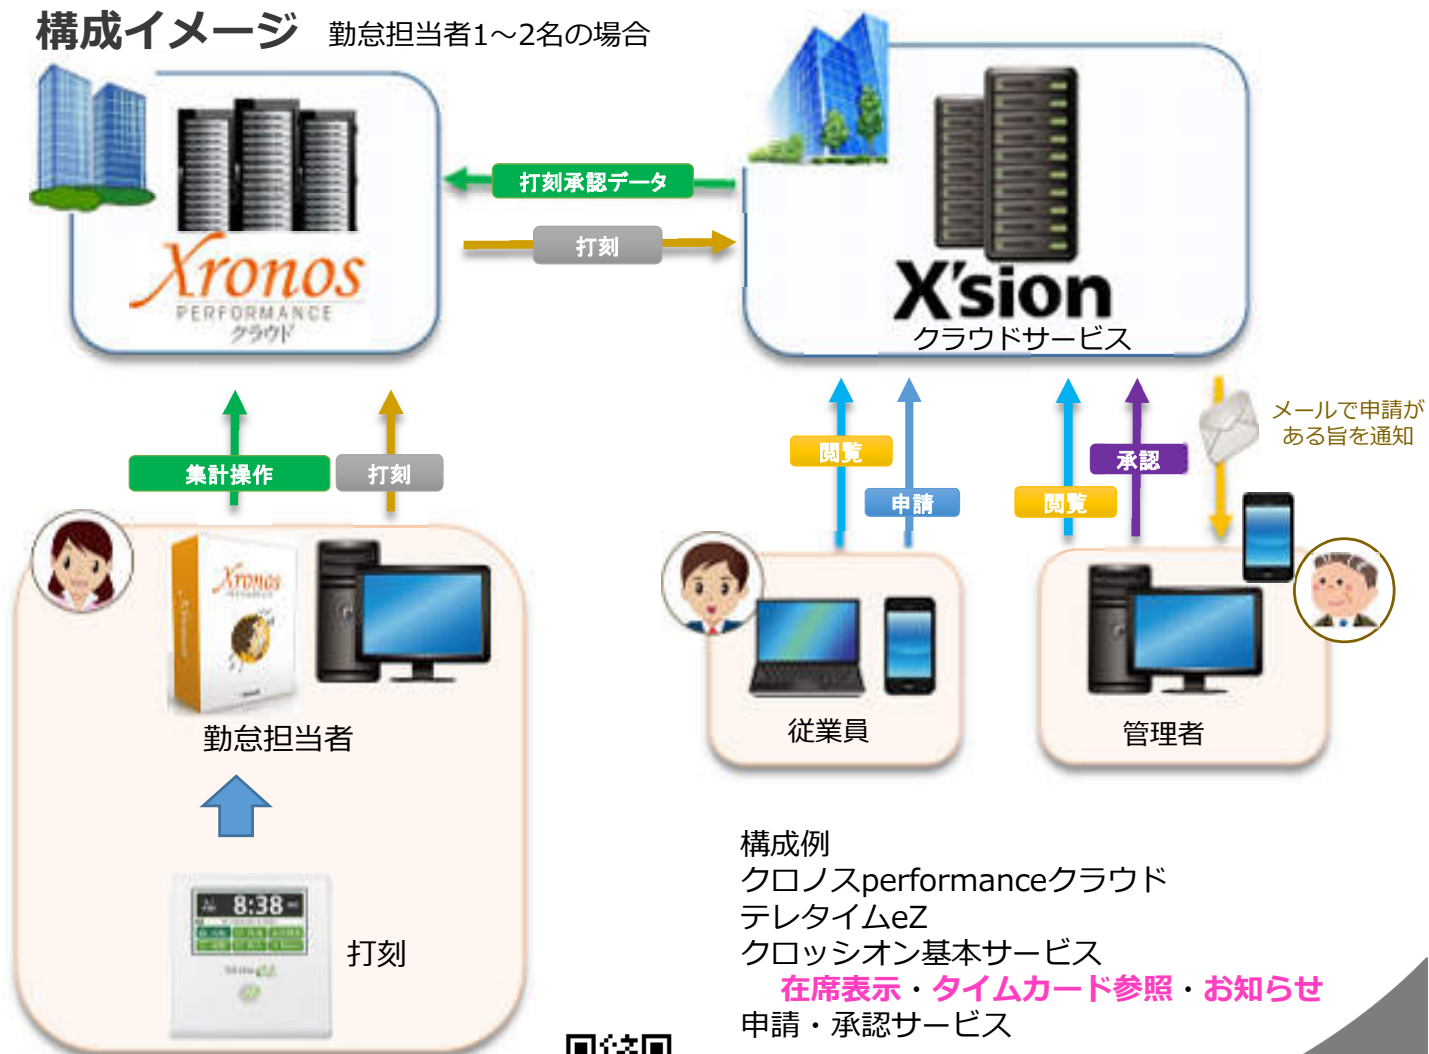 構成イメージ 勤怠担当者1～2名の場合
打刻承認データ
打刻
Xronos
PERFORMANCE
クラウド
X'sion
クラウドサービス
集計操作
打刻
閲覧
申請
閲覧
承認
メールで申請が
ある旨を通知
Xronos
勤怠担当者
従業員
管理者
8:38
打刻
構成例
クロノスperformanceクラウド
テレタイムeZ
クロッシオン基本サービス
在席表示・タイムカード参照・お知らせ
申請・承認サービス